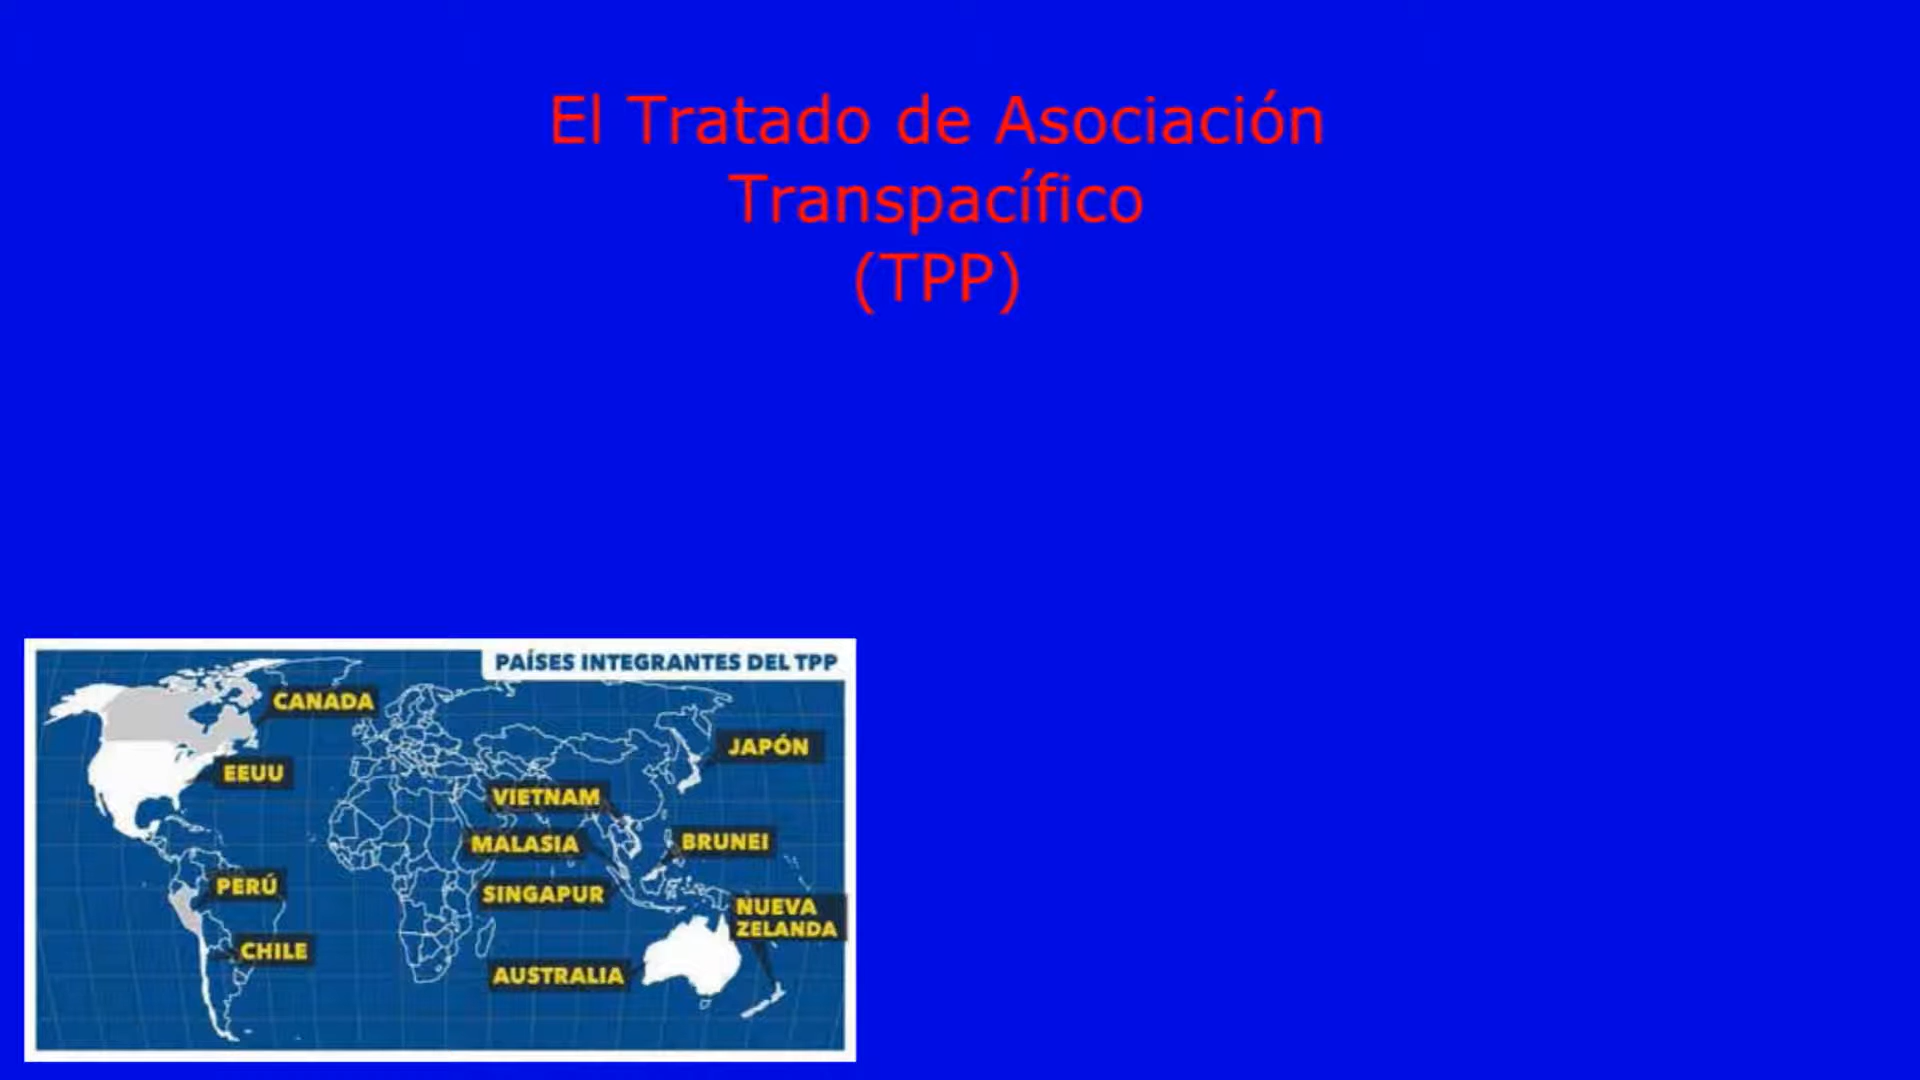 El Tratado de Asociación
Transpacífico
(TPP)
PAÍSES INTEGRANTES DEL TPP
CANADA
JAPÓN
EEUU
VIETNAM
MALASIA
BRUNEI
PERÚ
SINGAPUR
NUEVA
ZELANDA
CHILE
AUSTRALIA